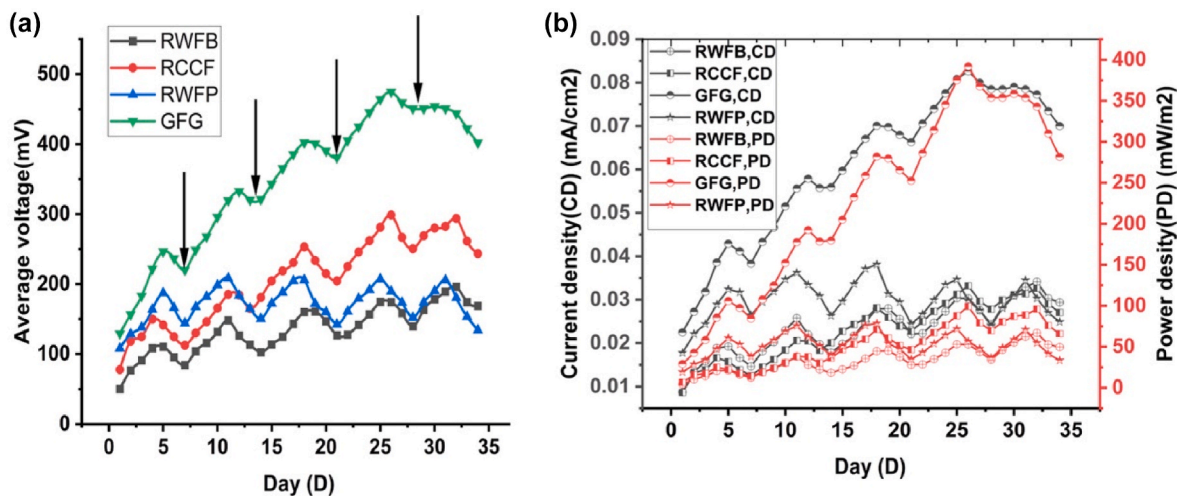 (a)
RWFB
RCCF
RWFP
GFG
500
400
300
200
100
0
Average voltage(mV)
0 5 10 15 20 25 30 35
Day (D)
(b)
RWFB,CD
RCCF,CD
GFG,CD
RWFP,CD
RWFB,PD
RCCF,PD
GFG,PD
RWFP,PD
0.09
0.08
0.07
0.06
0.05
0.04
0.03
0.02
0.01
Current density(CD) (mA/cm2)
400
350
300
250
200
150
100
50
0
Power desity(PD) (mW/m2)
0 5 10 15 20 25 30 35
Day (D)